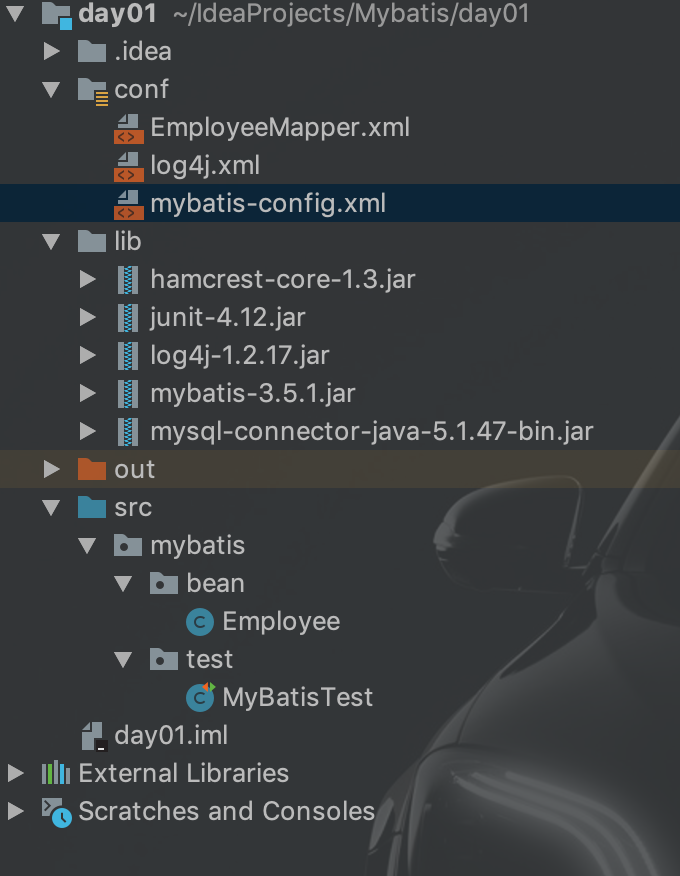 day01 ~/IdeaProjects/Mybatis/day01
.idea
conf
EmployeeMapper.xml
log4j.xml
mybatis-config.xml
lib
hamcrest-core-1.3.jar
junit-4.12.jar
log4j-1.2.17.jar
mybatis-3.5.1.jar
mysql-connector-java-5.1.47-bin.jar
out
src
mybatis
bean
Employee
test
MyBatisTest
day01.iml
External Libraries
Scratches and Consoles